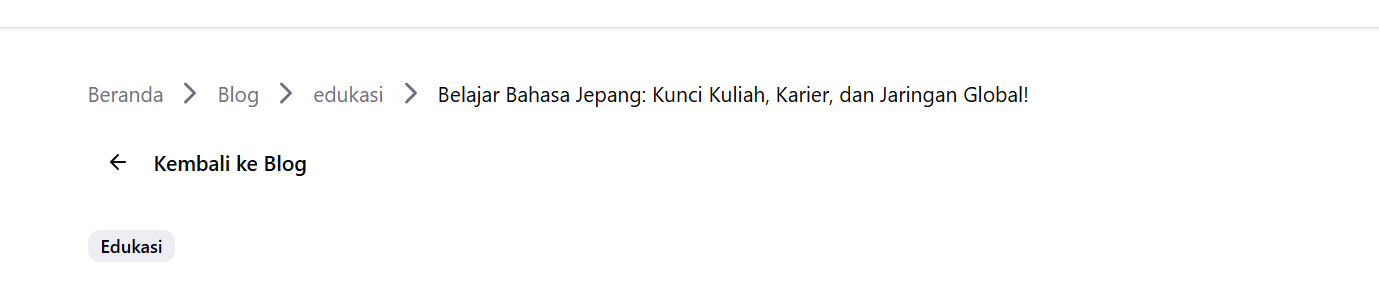 Beranda > Blog > edukasi > Belajar Bahasa Jepang: Kunci Kuliah, Karier, dan Jaringan Global!
← Kembali ke Blog
Edukasi